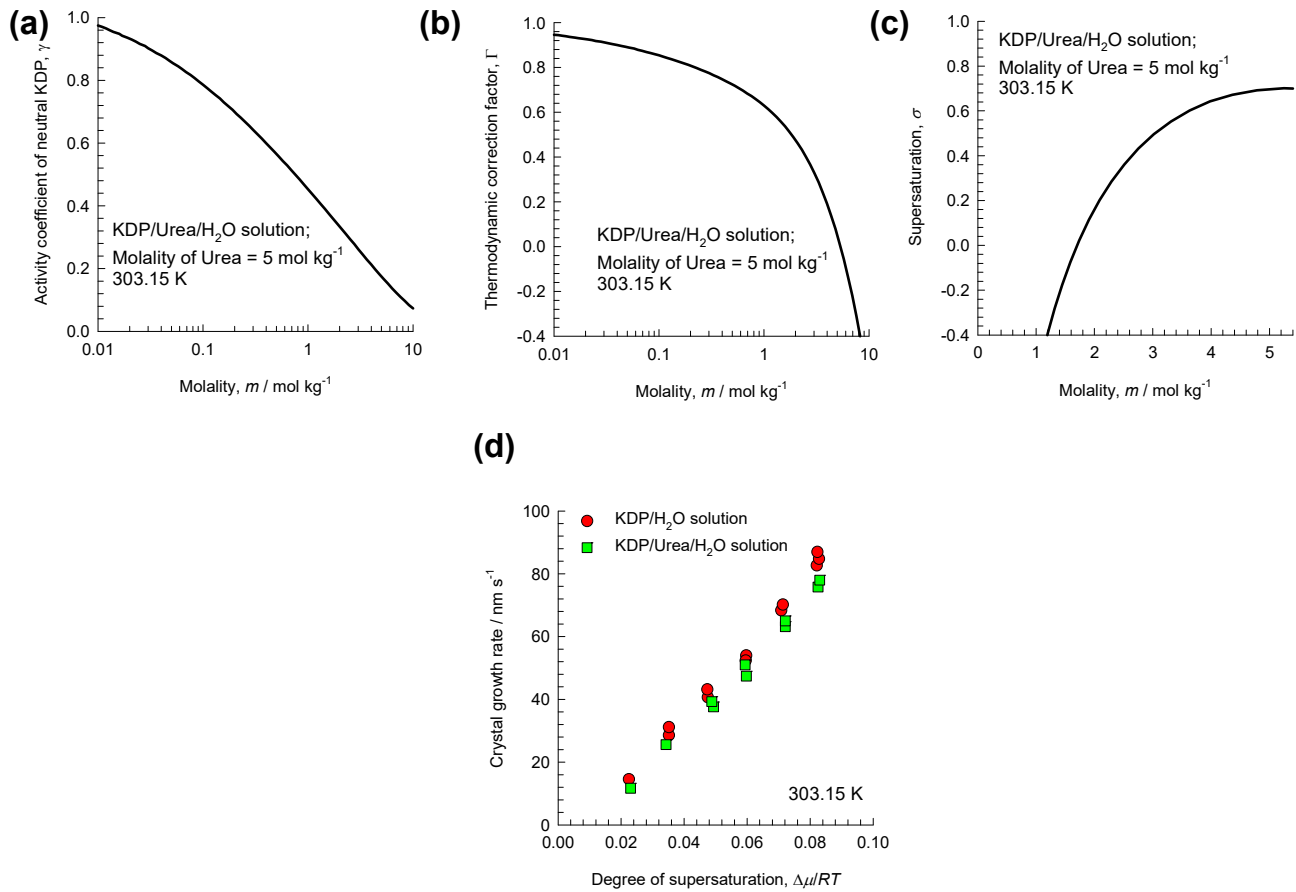 (a)
Activity coefficient of neutral KDP, γ
1.0
0.8
0.6
0.4
0.2
0.0
KDP/Urea/H₂O solution;
Molality of Urea = 5 mol kg⁻¹
303.15 K
0.01
0.1
1
10
Molality, m / mol kg⁻¹
(b)
Thermodynamic correction factor, Γ
1.0
0.8
0.6
0.4
0.2
0.0
-0.2
-0.4
KDP/Urea/H₂O solution;
Molality of Urea = 5 mol kg⁻¹
303.15 K
0.01
0.1
1
10
Molality, m / mol kg⁻¹
(c)
Supersaturation, σ
1.0
0.8
0.6
0.4
0.2
0.0
-0.2
-0.4
KDP/Urea/H₂O solution;
Molality of Urea = 5 mol kg⁻¹
303.15 K
0
1
2
3
4
5
Molality, m / mol kg⁻¹
(d)
Crystal growth rate / nm s⁻¹
100
80
60
40
20
0
KDP/H₂O solution
KDP/Urea/H₂O solution
303.15 K
0.00
0.02
0.04
0.06
0.08
0.10
Degree of supersaturation, Δμ/RT